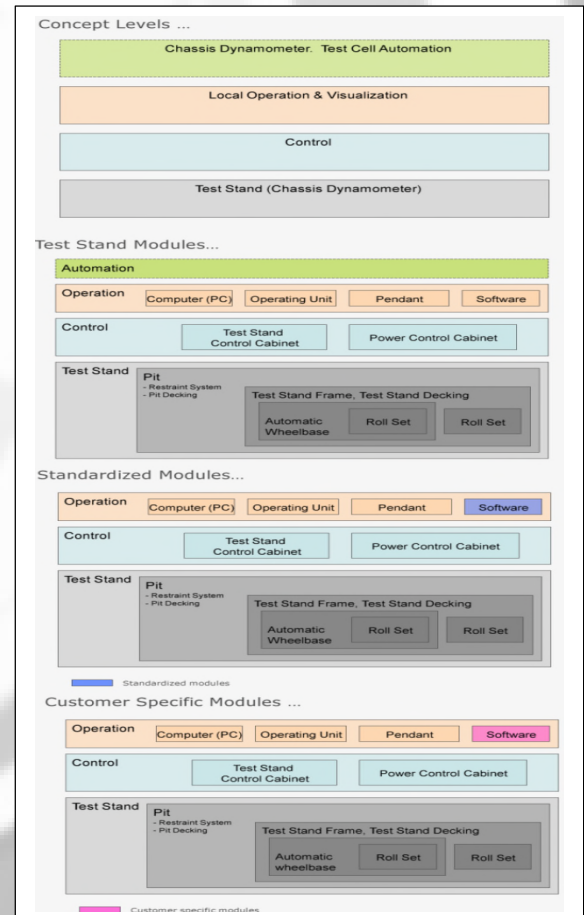 Concept Levels ...
Chassis Dynamometer. Test Cell Automation
Local Operation & Visualization
Control
Test Stand (Chassis Dynamometer)
Test Stand Modules...
Automation
Operation
Computer (PC)
Operating Unit
Pendant
Software
Control
Test Stand
Control Cabinet
Power Control Cabinet
Test Stand
Pit
- Restraint System
- Pit Decking
Test Stand Frame, Test Stand Decking
Automatic
Wheelbase
Roll Set
Roll Set
Standardized Modules...
Operation
Computer (PC)
Operating Unit
Pendant
Software
Control
Test Stand
Control Cabinet
Power Control Cabinet
Test Stand
Pit
- Restraint System
- Pit Decking
Test Stand Frame, Test Stand Decking
Automatic
Wheelbase
Roll Set
Roll Set
Standardized modules
Customer Specific Modules ...
Operation
Computer (PC)
Operating Unit
Pendant
Software
Control
Test Stand
Control Cabinet
Power Control Cabinet
Test Stand
Pit
- Restraint System
- Pit Decking
Test Stand Frame, Test Stand Decking
Automatic
wheelbase
Roll Set
Roll Set
Customer specific modules